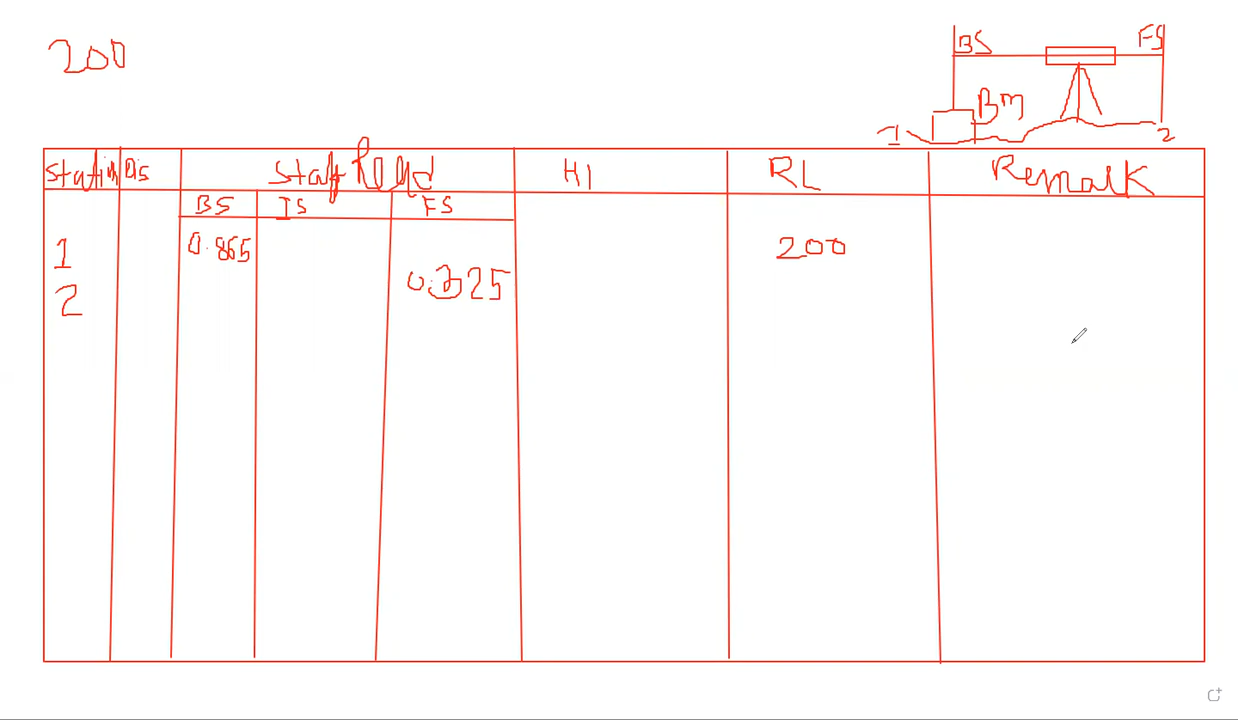 200
BS FS
BM
1 2
Station Dis Staff Read HI RL Remark
BS IS FS
1 0.865 200
2 0.325